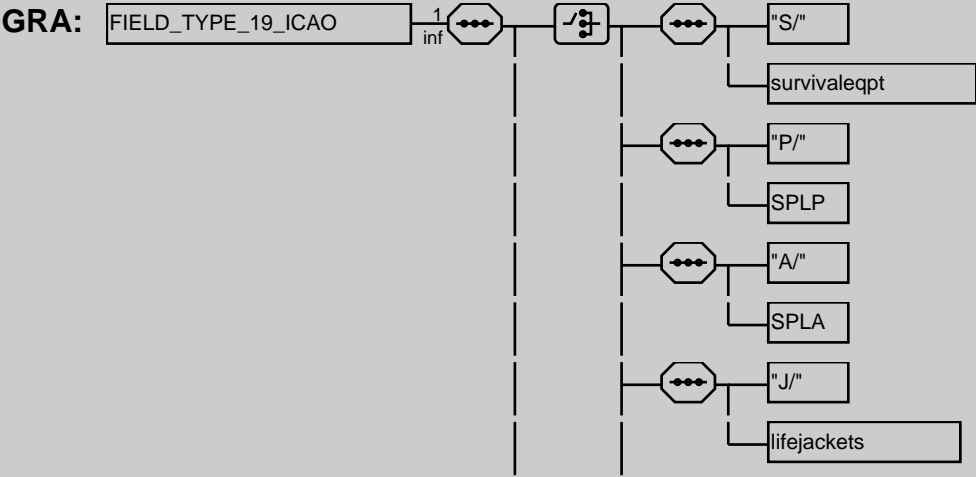 GRA: FIELD_TYPE_19_ICAO 1 "S/"
inf
survivaleqpt
"P/"
SPLP
"A/"
SPLA
"J/"
lifejackets